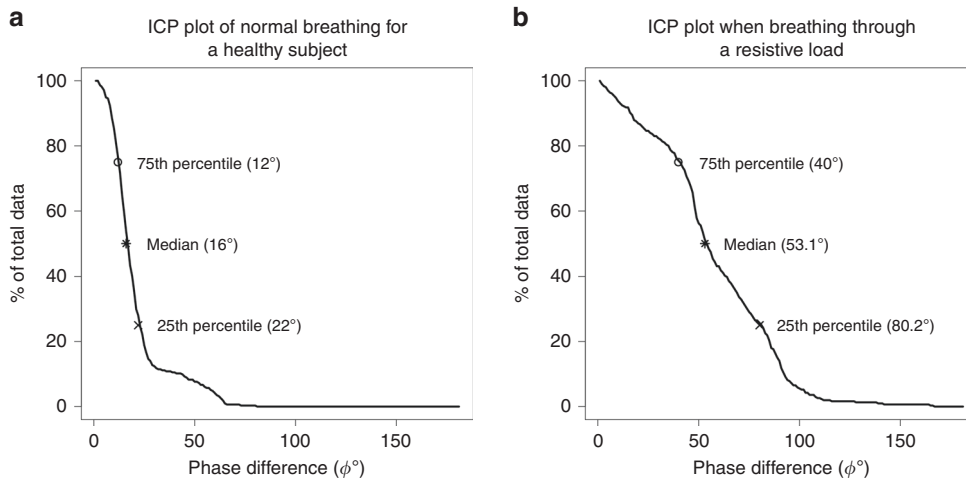 a
ICP plot of normal breathing for
a healthy subject
100
80
60
40
20
0
% of total data
75th percentile (12°)
Median (16°)
25th percentile (22°)
0 50 100 150
Phase difference (ϕ°)
b
ICP plot when breathing through
a resistive load
100
80
60
40
20
0
% of total data
75th percentile (40°)
Median (53.1°)
25th percentile (80.2°)
0 50 100 150
Phase difference (ϕ°)